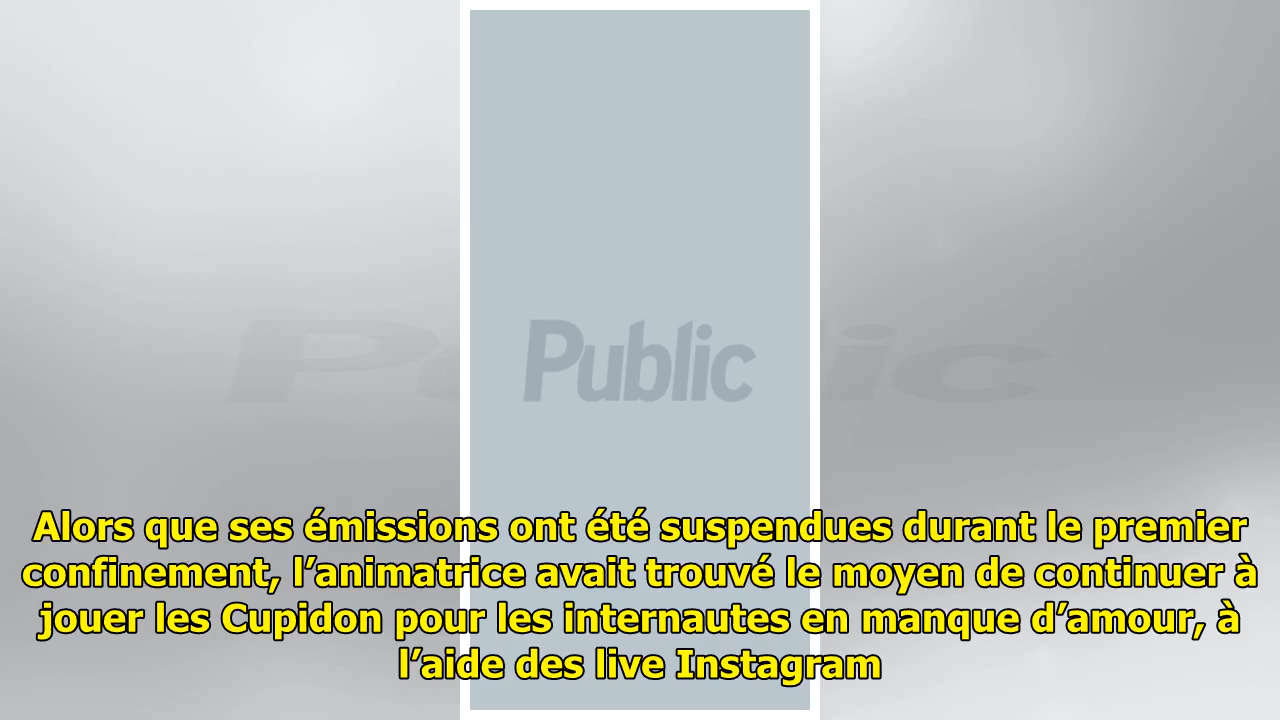 Public
Alors que ses émissions ont été suspendues durant le premier
confinement, l’animatrice avait trouvé le moyen de continuer à
jouer les Cupidon pour les internautes en manque d’amour, à
l’aide des live Instagram